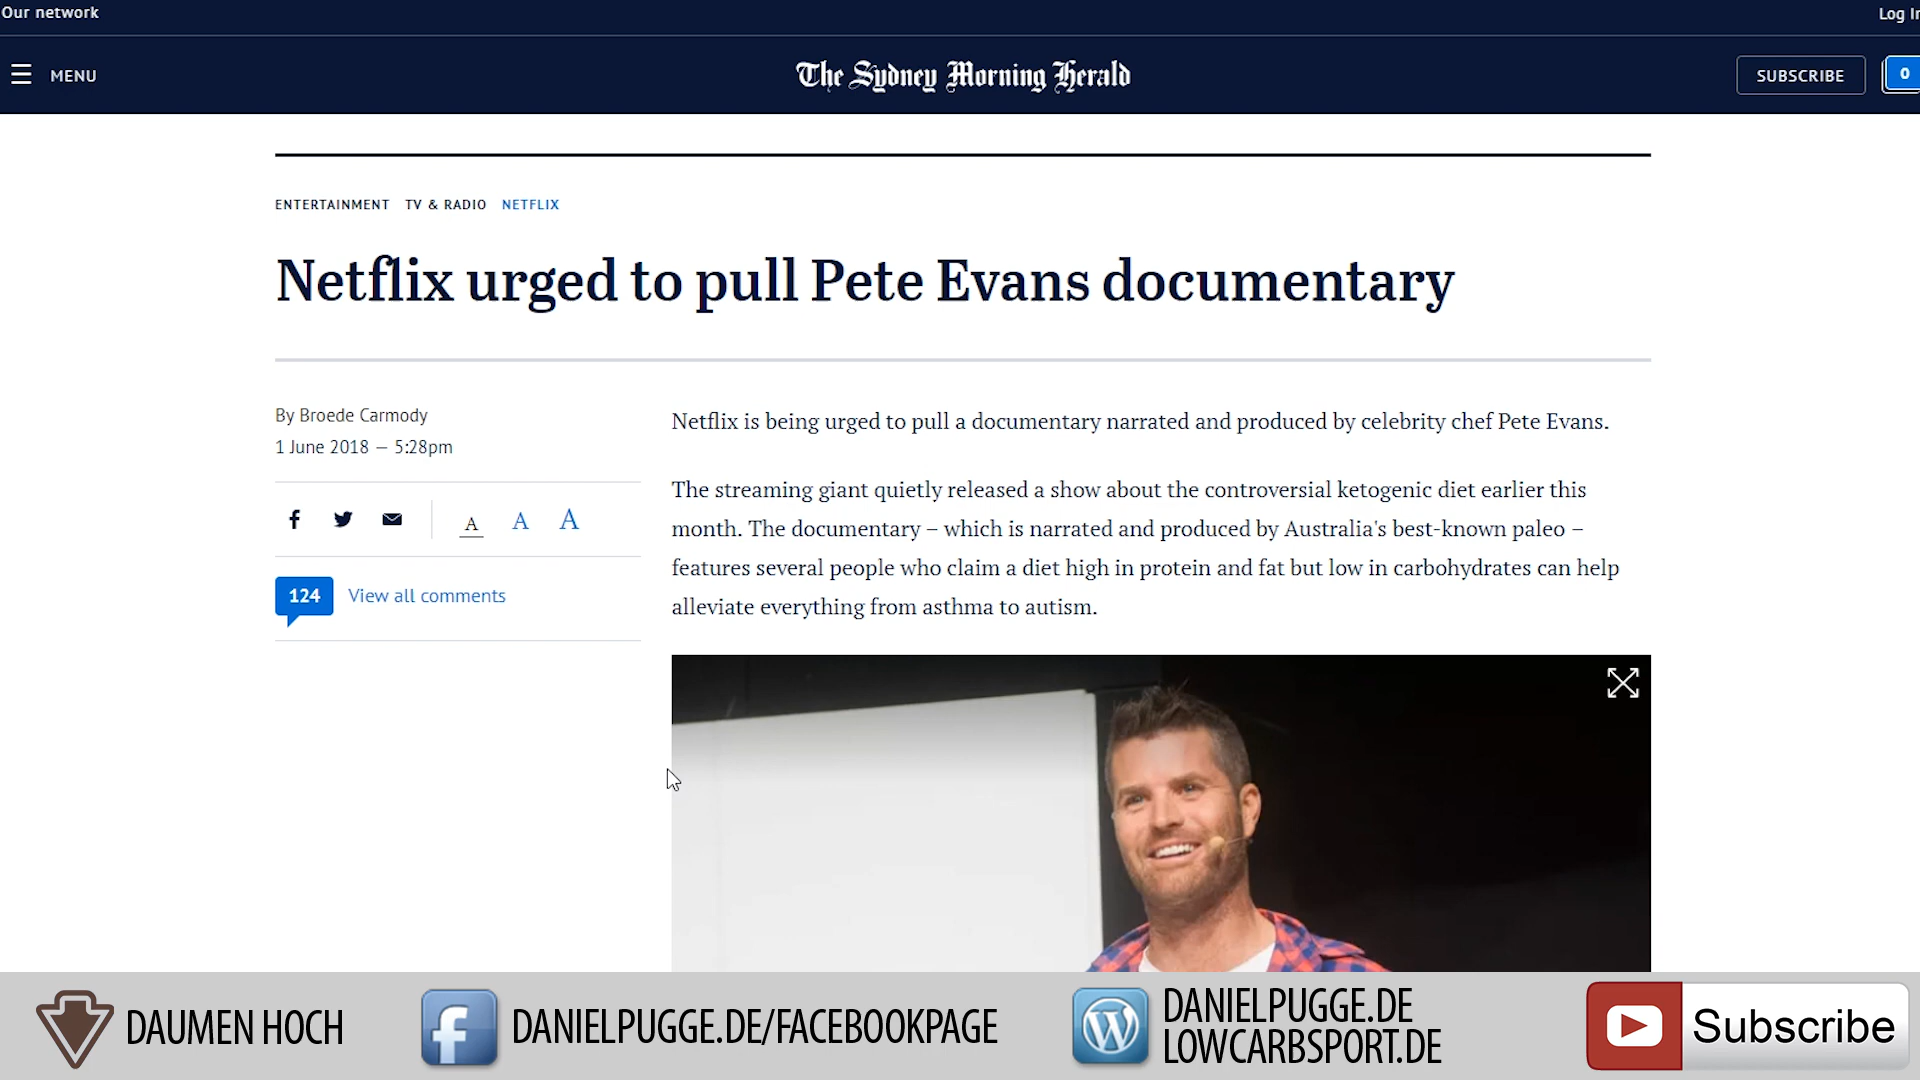 Our network
Log In
MENU
The Sydney Morning Herald
SUBSCRIBE
0
ENTERTAINMENT TV & RADIO NETFLIX
Netflix urged to pull Pete Evans documentary
By Broede Carmody
1 June 2018 — 5:28pm
A A A
124 View all comments
Netflix is being urged to pull a documentary narrated and produced by celebrity chef Pete Evans.
The streaming giant quietly released a show about the controversial ketogenic diet earlier this
month. The documentary – which is narrated and produced by Australia's best-known paleo –
features several people who claim a diet high in protein and fat but low in carbohydrates can help
alleviate everything from asthma to autism.
DAUMEN HOCH
DANIELPUGGE.DE/FACEBOOKPAGE
DANIELPUGGE.DE
LOWCARBSPORT.DE
Subscribe